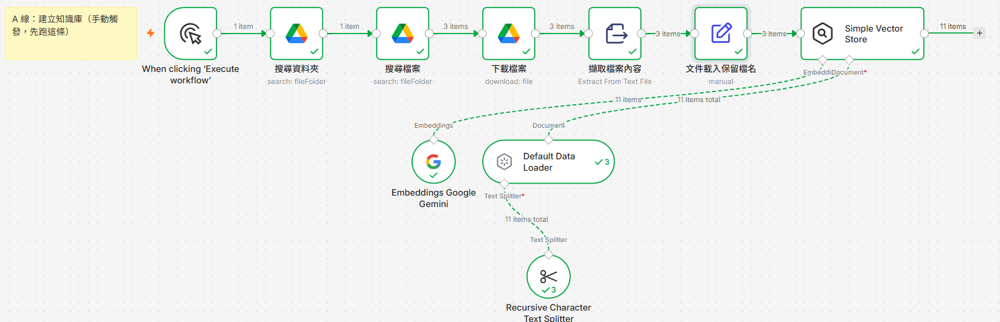 A 線：建立知識庫（手動觸
發，先跑這條）
1 item
1 item
3 items
3 items
3 items
3 items
Simple Vector
Store
11 items
When clicking ‘Execute
workflow’
搜尋資料夾
search: fileFolder
搜尋檔案
search: fileFolder
下載檔案
download: file
擷取檔案內容
Extract From Text File
文件載入保留檔名
manual
Embeddi
Document*
11 items
11 items total
Embeddings
Document
Default Data
Loader
3
Embeddings Google
Gemini
Text Splitter*
11 items total
Text Splitter
3
Recursive Character
Text Splitter